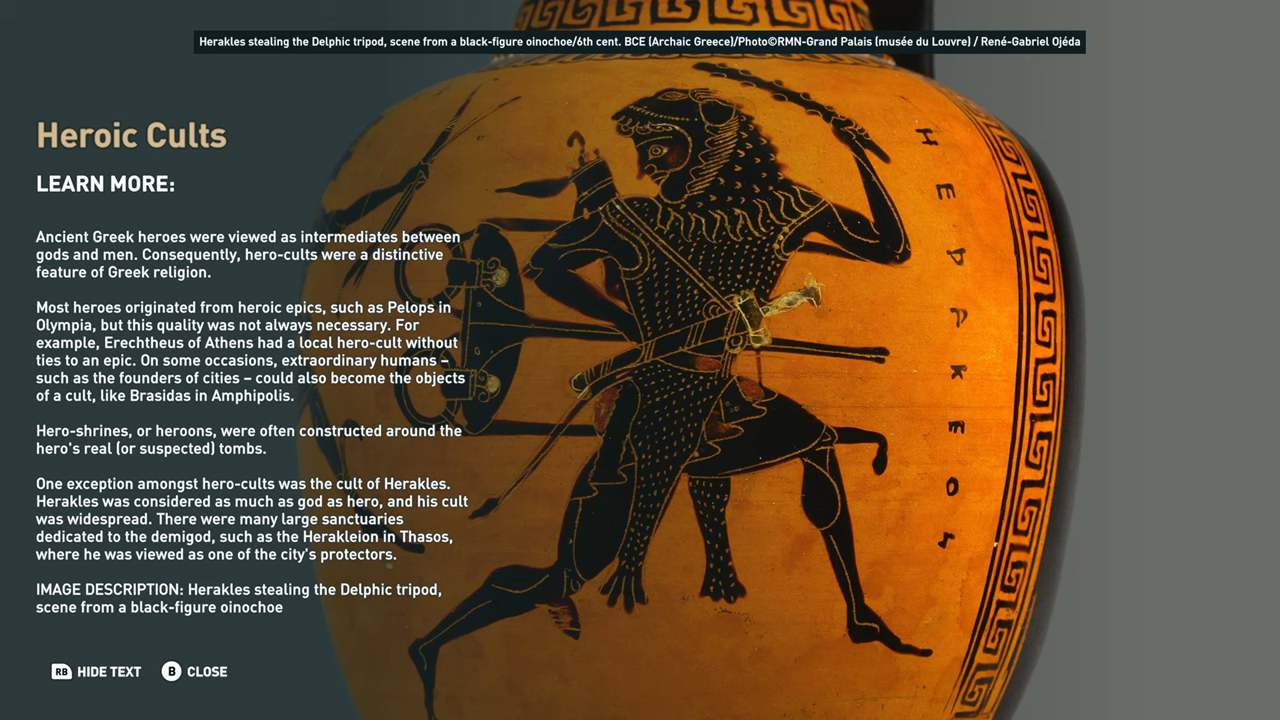 Herakles stealing the Delphic tripod, scene from a black-figure oinochoe/6th cent. BCE (Archaic Greece)/Photo©RMN-Grand Palais (musée du Louvre) / René-Gabriel Ojéda
Heroic Cults
LEARN MORE:
Ancient Greek heroes were viewed as intermediates between
gods and men. Consequently, hero-cults were a distinctive
feature of Greek religion.
Most heroes originated from heroic epics, such as Pelops in
Olympia, but this quality was not always necessary. For
example, Erechtheus of Athens had a local hero-cult without
ties to an epic. On some occasions, extraordinary humans –
such as the founders of cities – could also become the objects
of a cult, like Brasidas in Amphipolis.
Hero-shrines, or heroon, were often constructed around the
hero's real (or suspected) tombs.
One exception amongst hero-cults was the cult of Herakles.
Herakles was considered as much as god as hero, and his cult
was widespread. There were many large sanctuaries
dedicated to the demigod, such as the Herakleion in Thasos,
where he was viewed as one of the city's protectors.
IMAGE DESCRIPTION: Herakles stealing the Delphic tripod,
scene from a black-figure oinochoe
RB HIDE TEXT B CLOSE
ΗΕΡΑΚΕΟΣ